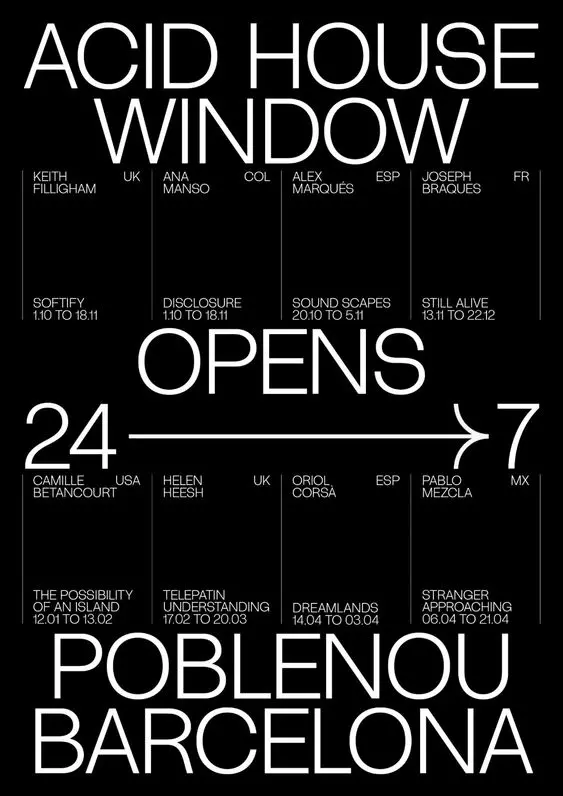 ACID HOUSE
WINDOW
KEITH UK
FILLIGHAM
SOFTIFY
1.10 TO 18.11
ANA COL
MANSO
DISCLOSURE
1.10 TO 18.11
ALEX ESP
MARQUÉS
SOUND SCAPES
20.10 TO 5.11
JOSEPH FR
BRAQUES
STILL ALIVE
13.11 TO 22.12
OPENS
24 → 7
CAMILLE USA
BETANCOURT
THE POSSIBILITY
OF AN ISLAND
12.01 TO 13.02
HELEN UK
HEESH
TELEPATIN
UNDERSTANDING
17.02 TO 20.03
ORIOL ESP
CORSÀ
DREAMLANDS
14.04 TO 03.04
PABLO MX
MEZCLA
STRANGER
APPROACHING
06.04 TO 21.04
POBLENOU
BARCELONA